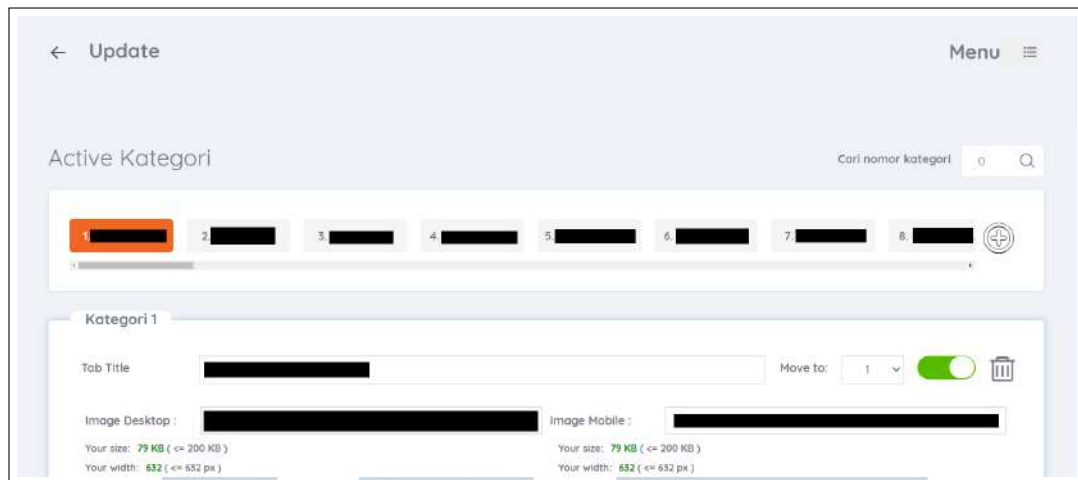 ← Update Menu
Active Kategori Cari nomor kategori 0
1. 2. 3. 4. 5. 6. 7. 8.
Kategori 1
Tab Title Move to: 1
Image Desktop : Image Mobile :
Your size: 79 KB ( <= 200 KB ) Your size: 79 KB ( <= 200 KB )
Your width: 632 ( <= 632 px ) Your width: 632 ( <= 632 px )